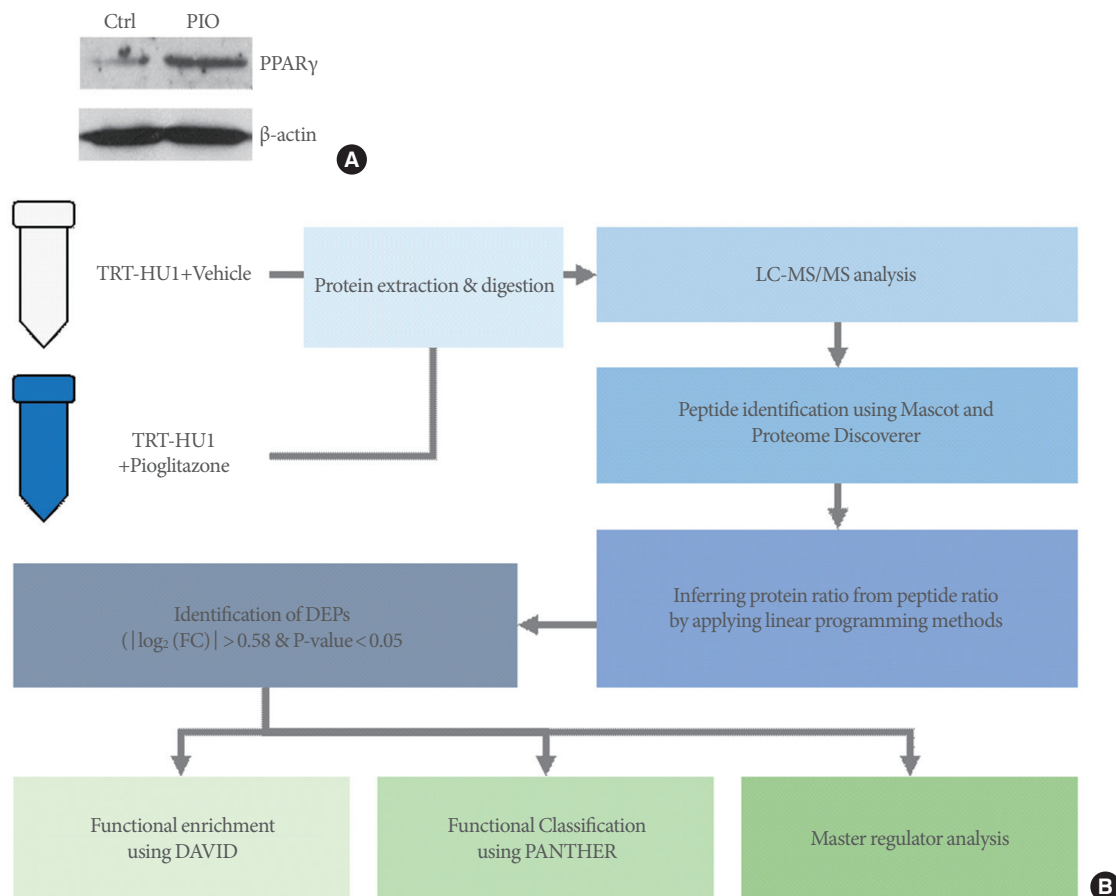 Ctrl PIO
PPARγ
β-actin
A
TRT-HU1+Vehicle
Protein extraction & digestion
LC-MS/MS analysis
TRT-HU1
+Pioglitazone
Peptide identification using Mascot and
Proteome Discoverer
Inferring protein ratio from peptide ratio
by applying linear programming methods
Identification of DEPs
(|log₂ (FC)| > 0.58 & P-value < 0.05
Functional enrichment
using DAVID
Functional Classification
using PANTHER
Master regulator analysis
B